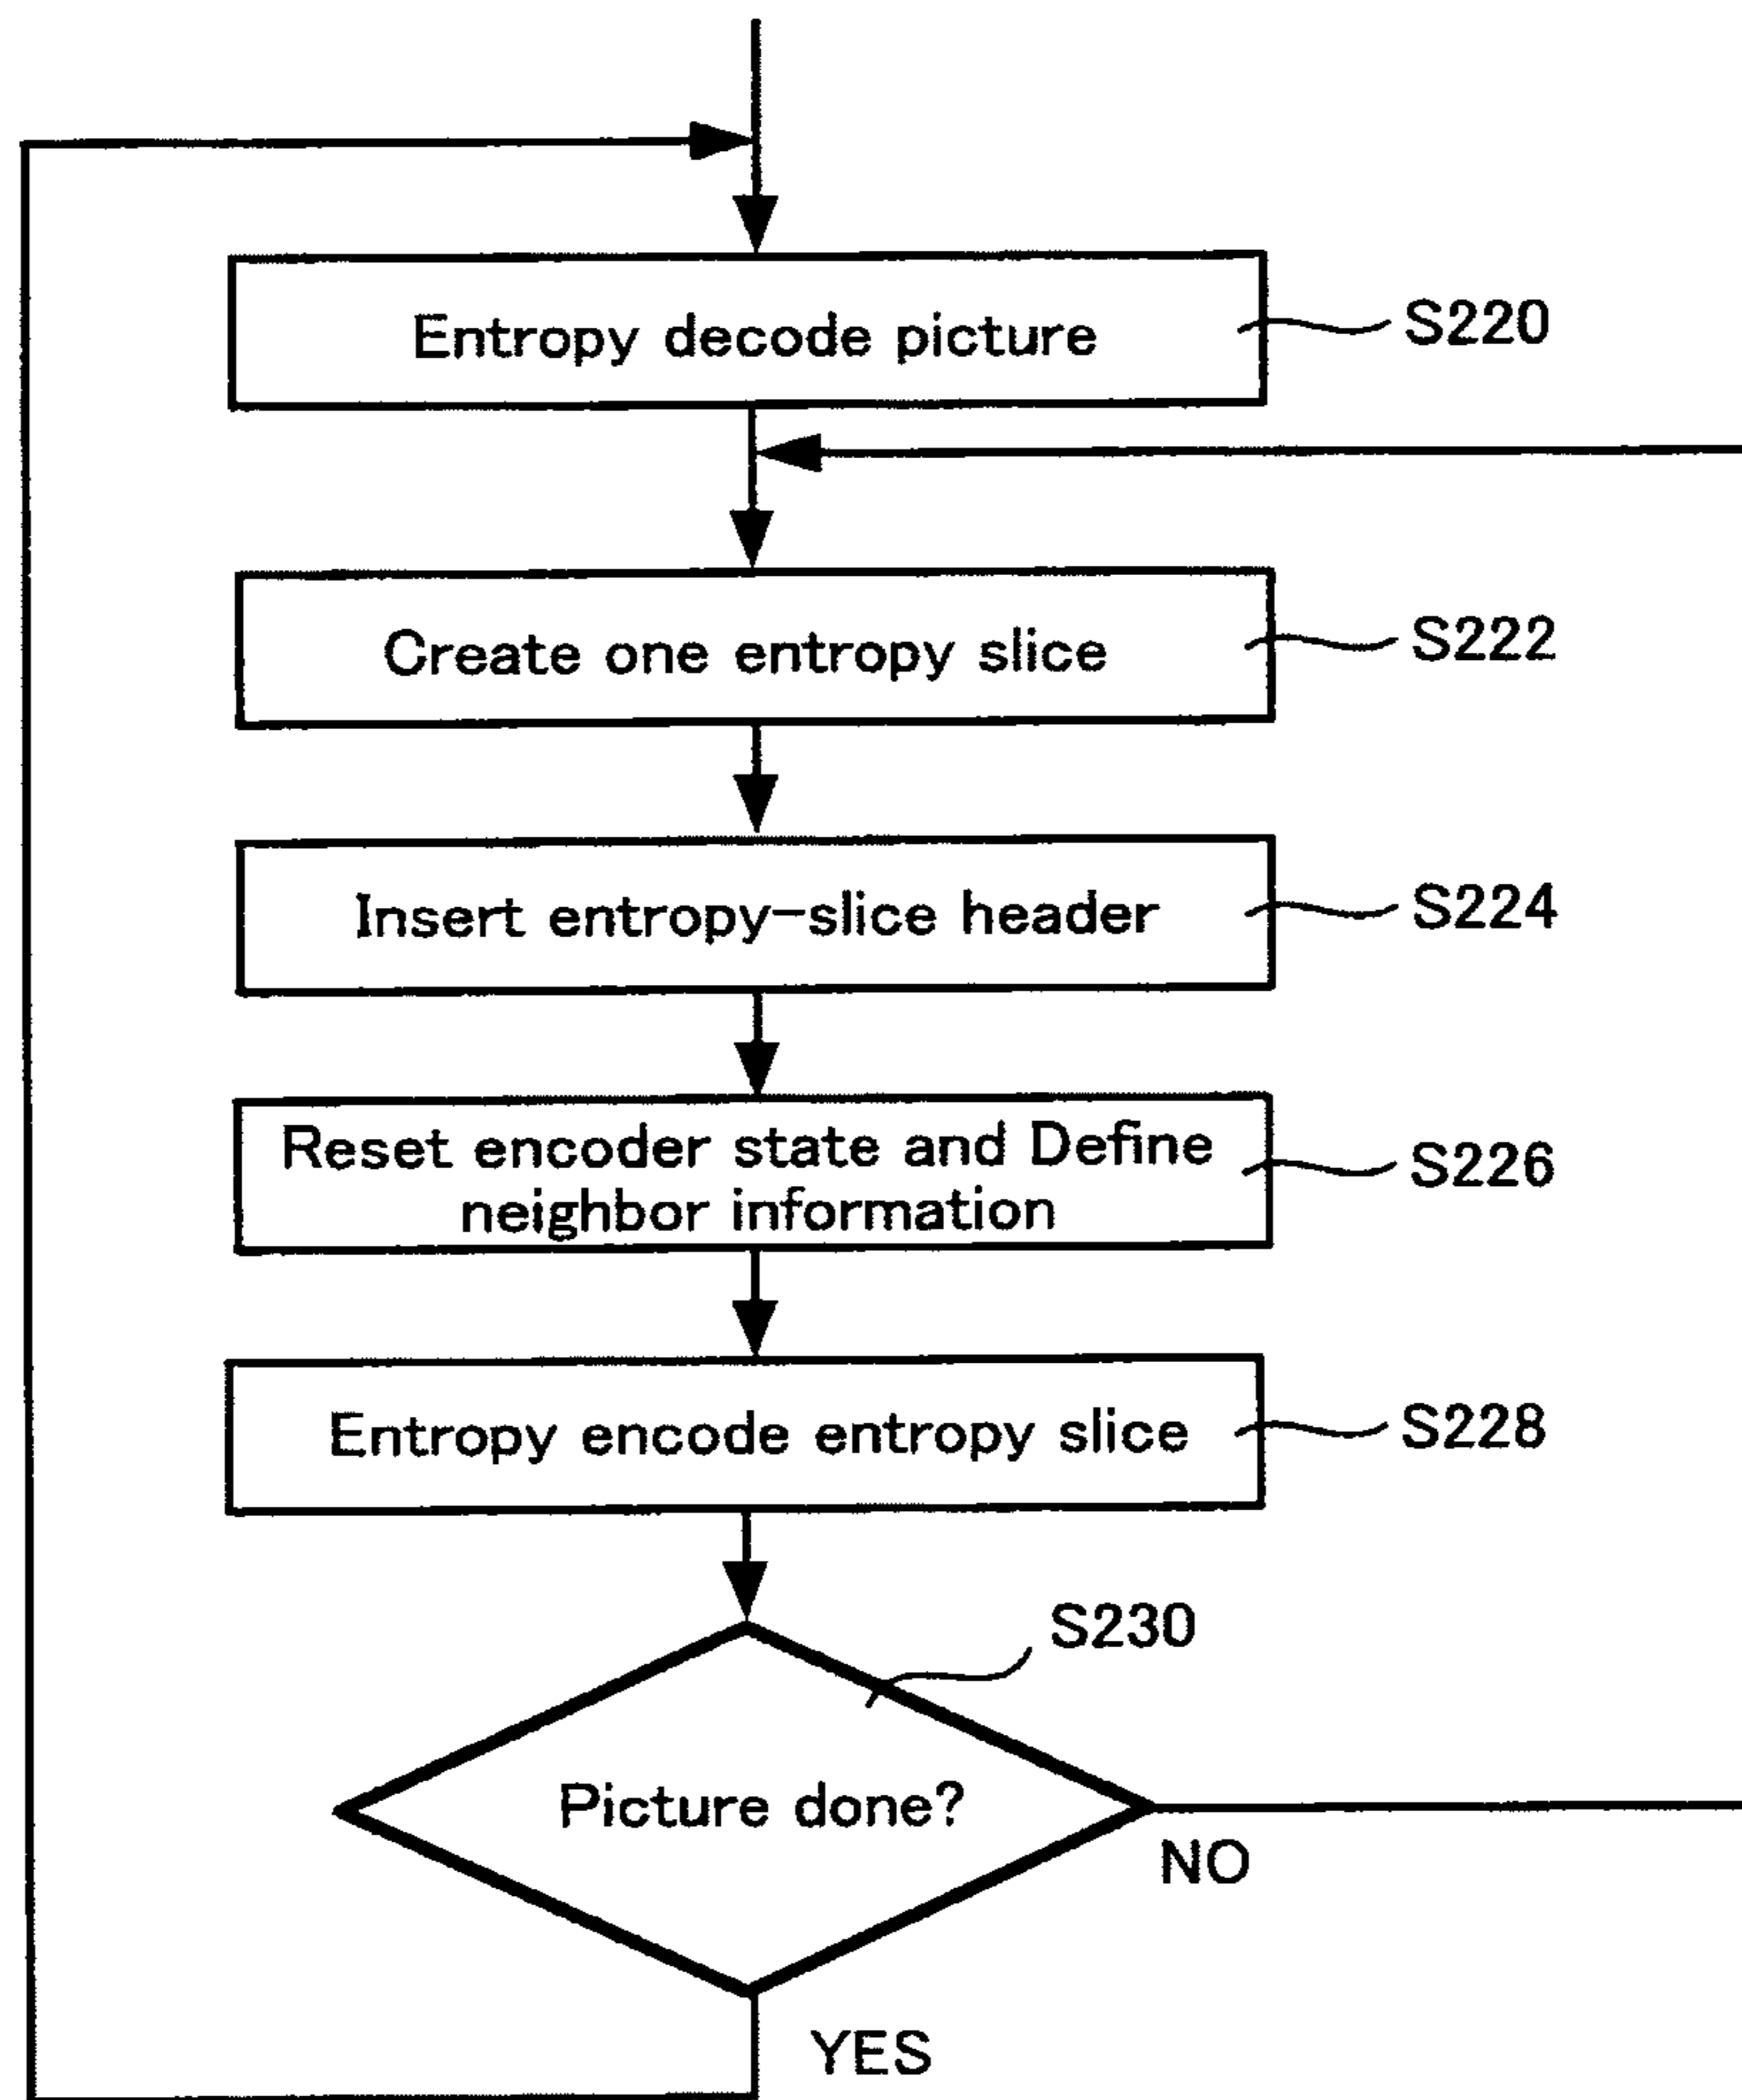 Entropy decode picture
S220
Create one entropy slice
S222
Insert entropy-slice header
S224
Reset encoder state and Define
neighbor information
S226
Entropy encode entropy slice
S228
S230
Picture done?
NO
YES